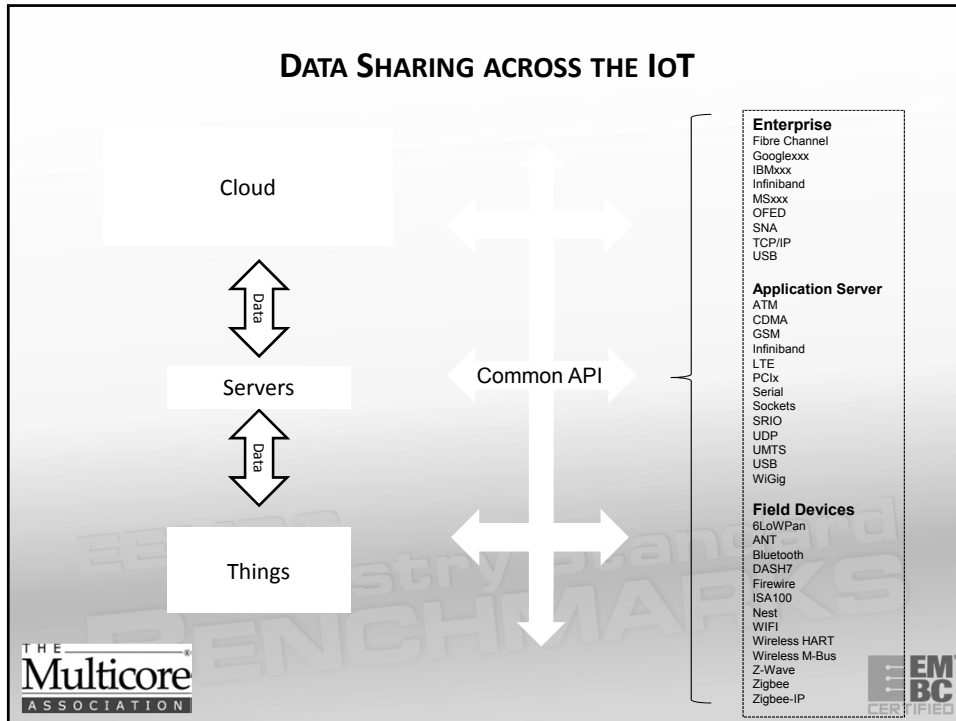 DATA SHARING ACROSS THE IOT
Cloud
Data
Servers
Data
Things
Common API
Enterprise
Fibre Channel
Googlexxx
IBMxxx
Infiniband
MSxxx
OFED
SNA
TCP/IP
USB
Application Server
ATM
CDMA
GSM
Infiniband
LTE
PCIx
Serial
Sockets
SRIO
UDP
UMTS
USB
WiGig
Field Devices
6LoWPan
ANT
Bluetooth
DASH7
Firewire
ISA100
Nest
WIFI
Wireless HART
Wireless M-Bus
Z-Wave
Zigbee
Zigbee-IP
Standard
BENCHMARKS
THE
Multicore
ASSOCIATION
EM
BC
CERTIFIED